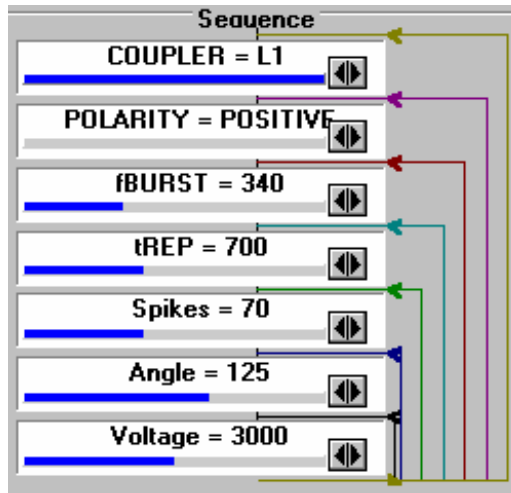 Sequence
COUPLER = L1
POLARITY = POSITIVE
fBURST = 340
tREP = 700
Spikes = 70
Angle = 125
Voltage = 3000